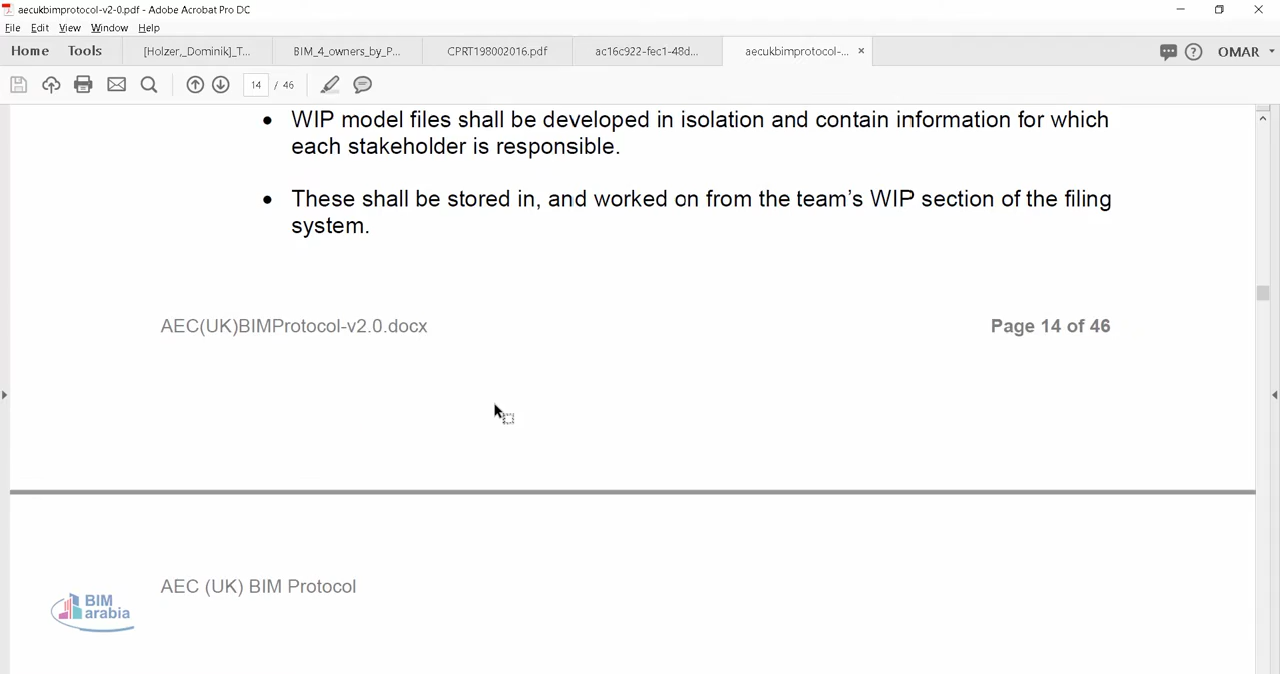 aecukbimprotocol-v2-0.pdf - Adobe Acrobat Pro DC
File Edit View Window Help
Home Tools [Holzer,_Dominik]_T... BIM_4_owners_by_P... CPRT198002016.pdf ac16c922-fec1-48d... aecukbimprotocol-... × OMAR
14 / 46
• WIP model files shall be developed in isolation and contain information for which
each stakeholder is responsible.
• These shall be stored in, and worked on from the team's WIP section of the filing
system.
AEC(UK)BIMProtocol-v2.0.docx Page 14 of 46
AEC (UK) BIM Protocol
BIM
arabia